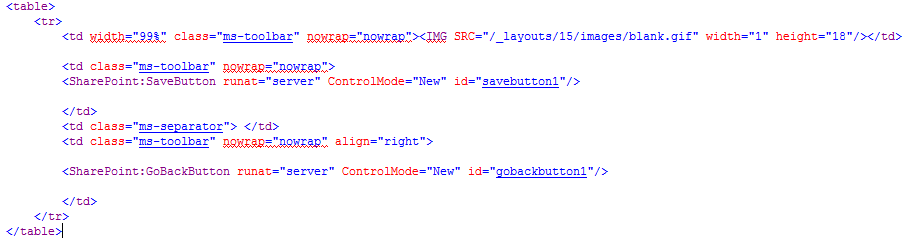 <table>
<tr>
<td width="99%" class="ms-toolbar" nowrap="nowrap"><IMG SRC="/_layouts/15/images/blank.gif" width="1" height="18"/></td>
<td class="ms-toolbar" nowrap="nowrap">
<SharePoint:SaveButton runat="server" ControlMode="New" id="savebutton1"/>
</td>
<td class="ms-separator"> </td>
<td class="ms-toolbar" nowrap="nowrap" align="right">
<SharePoint:GoBackButton runat="server" ControlMode="New" id="gobackbutton1"/>
</td>
</tr>
</table>